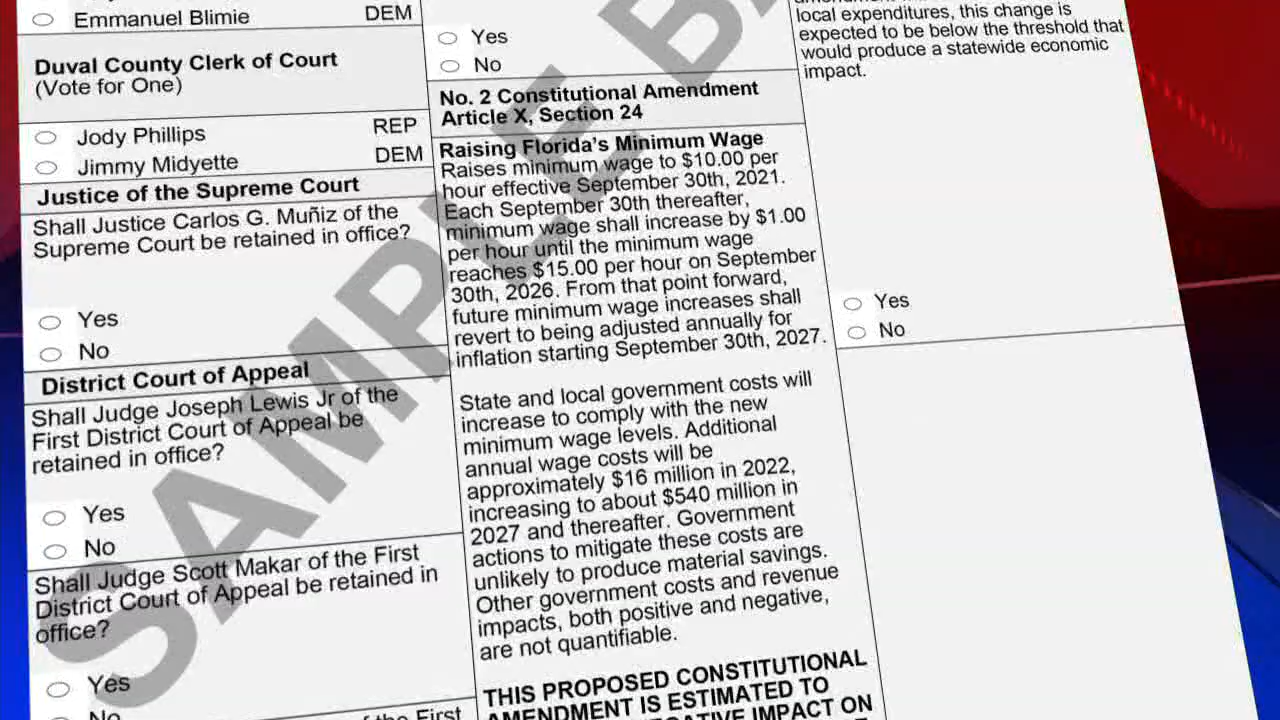 Emmanuel Blimie DEM
Duval County Clerk of Court
(Vote for One)
Jody Phillips REP
Jimmy Midyette DEM
Justice of the Supreme Court
Shall Justice Carlos G. Muñiz of the
Supreme Court be retained in office?
Yes
No
District Court of Appeal
Shall Judge Joseph Lewis Jr of the
First District Court of Appeal be
retained in office?
Yes
No
Shall Judge Scott Makar of the First
District Court of Appeal be retained in
office?
Yes
No
of the First
Yes
No
No. 2 Constitutional Amendment
Article X, Section 24
Raising Florida's Minimum Wage
Raises minimum wage to $10.00 per
hour effective September 30th, 2021.
Each September 30th thereafter,
minimum wage shall increase by $1.00
per hour until the minimum wage
reaches $15.00 per hour on September
30th, 2026. From that point forward,
future minimum wage increases shall
revert to being adjusted annually for
inflation starting September 30th, 2027.
State and local government costs will
increase to comply with the new
minimum wage levels. Additional
annual wage costs will be
approximately $16 million in 2022,
increasing to about $540 million in
2027 and thereafter. Government
actions to mitigate these costs are
unlikely to produce material savings.
Other government costs and revenue
impacts, both positive and negative,
are not quantifiable.
THIS PROPOSED CONSTITUTIONAL
AMENDMENT IS ESTIMATED TO
IMPACT ON
local expenditures, this change is
expected to be below the threshold that
would produce a statewide economic
impact.
Yes
No
SAMPLE